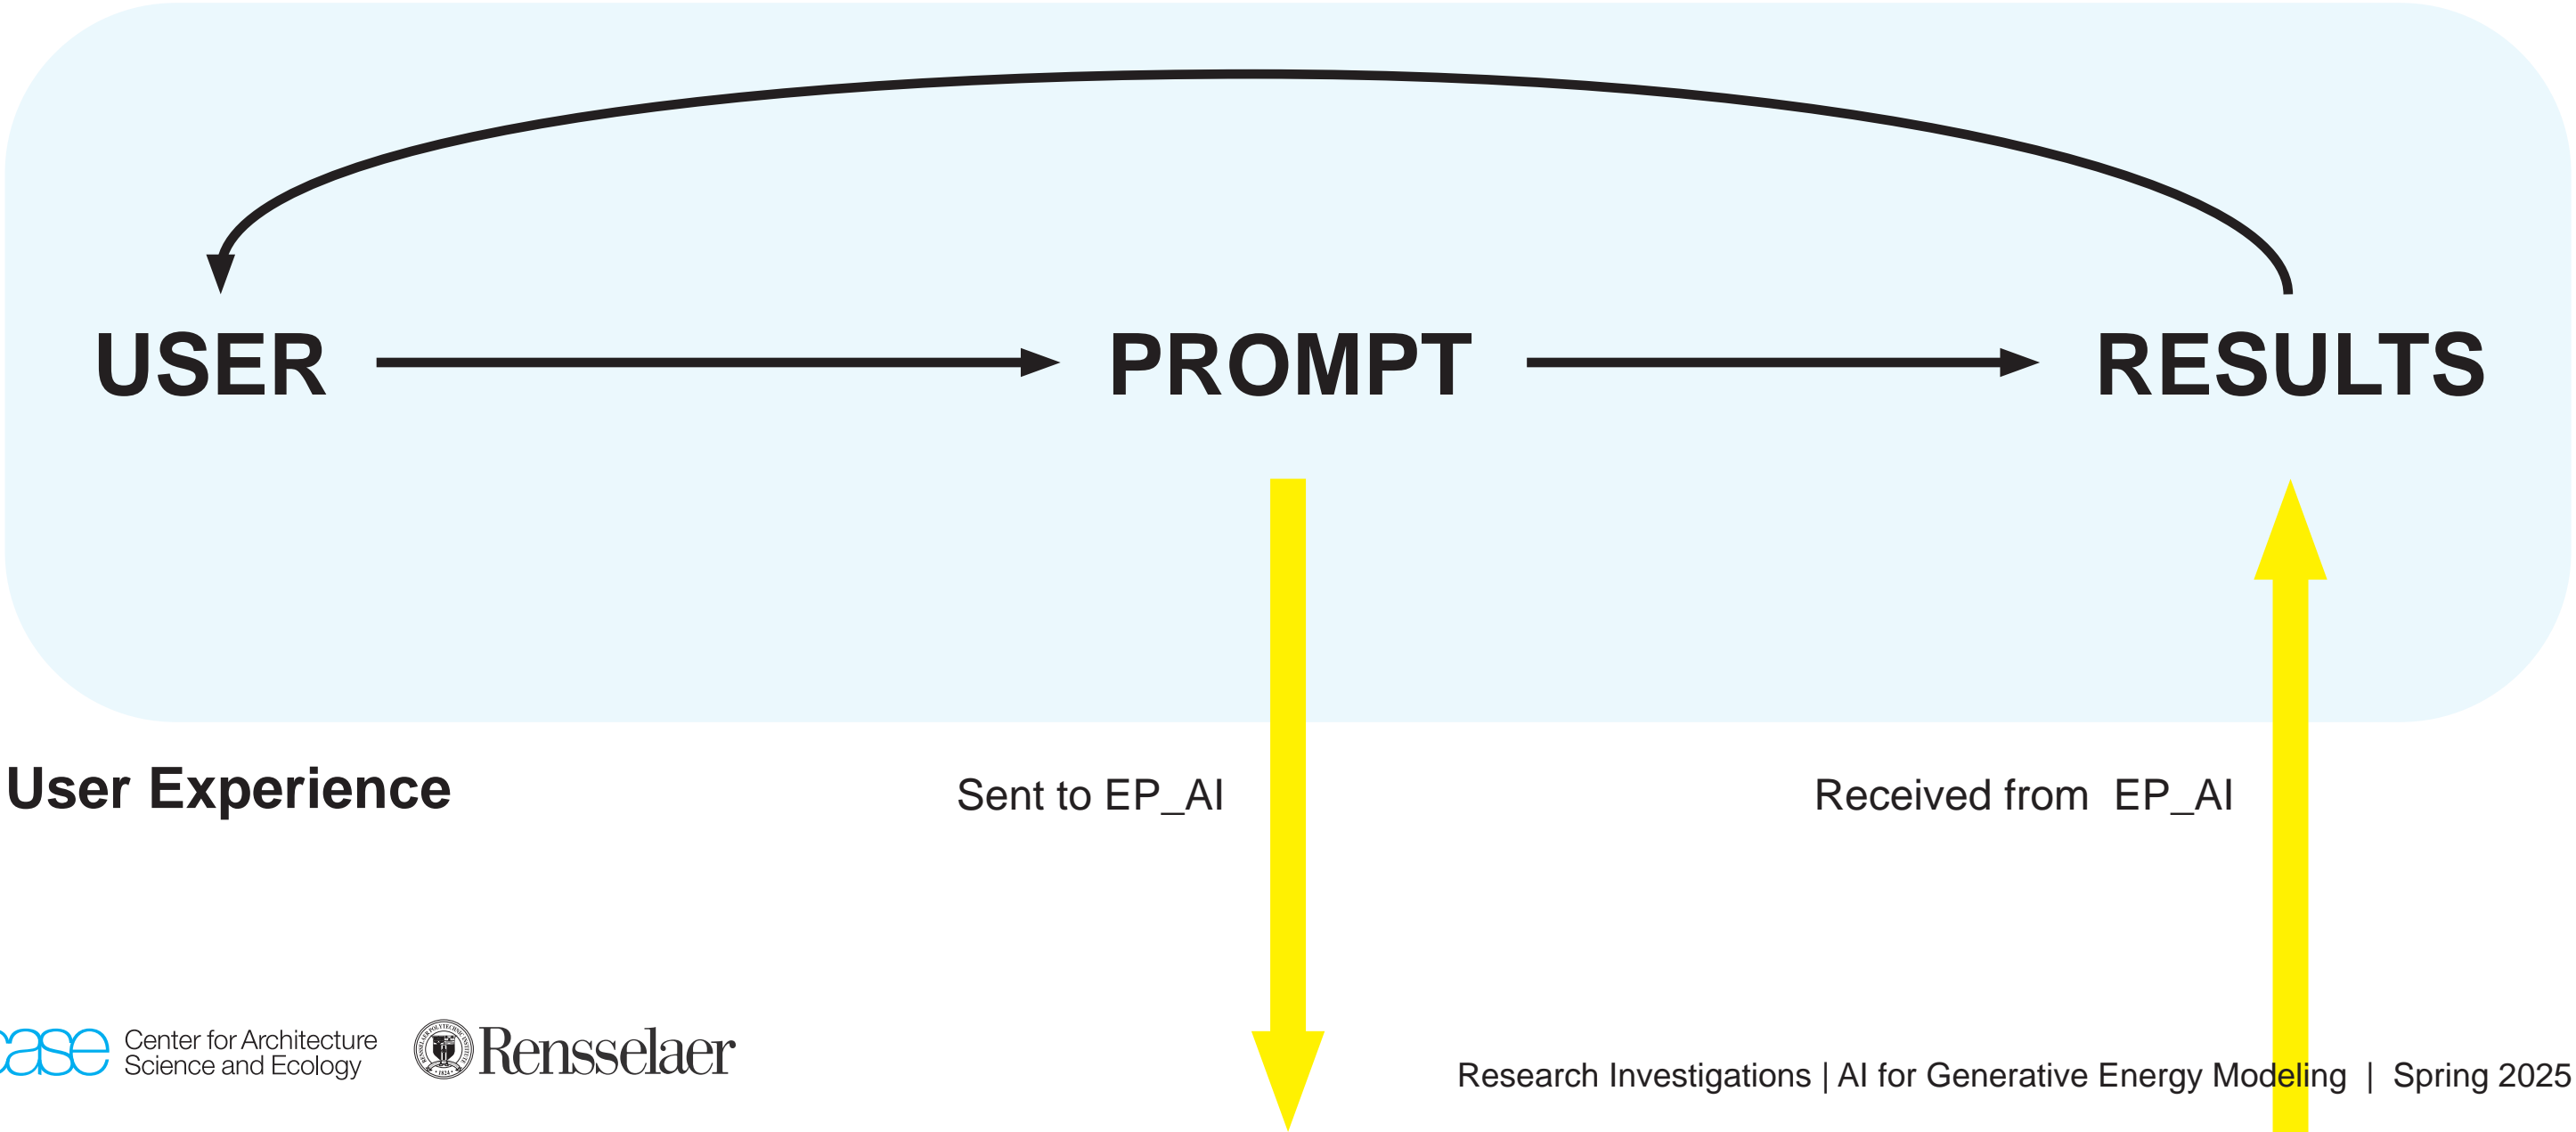 USER
PROMPT
RESULTS
User Experience
Sent to EP_AI
Received from EP_AI
case
Center for Architecture
Science and Ecology
Rensselaer
Research Investigations | AI for Generative Energy Modeling | Spring 2025